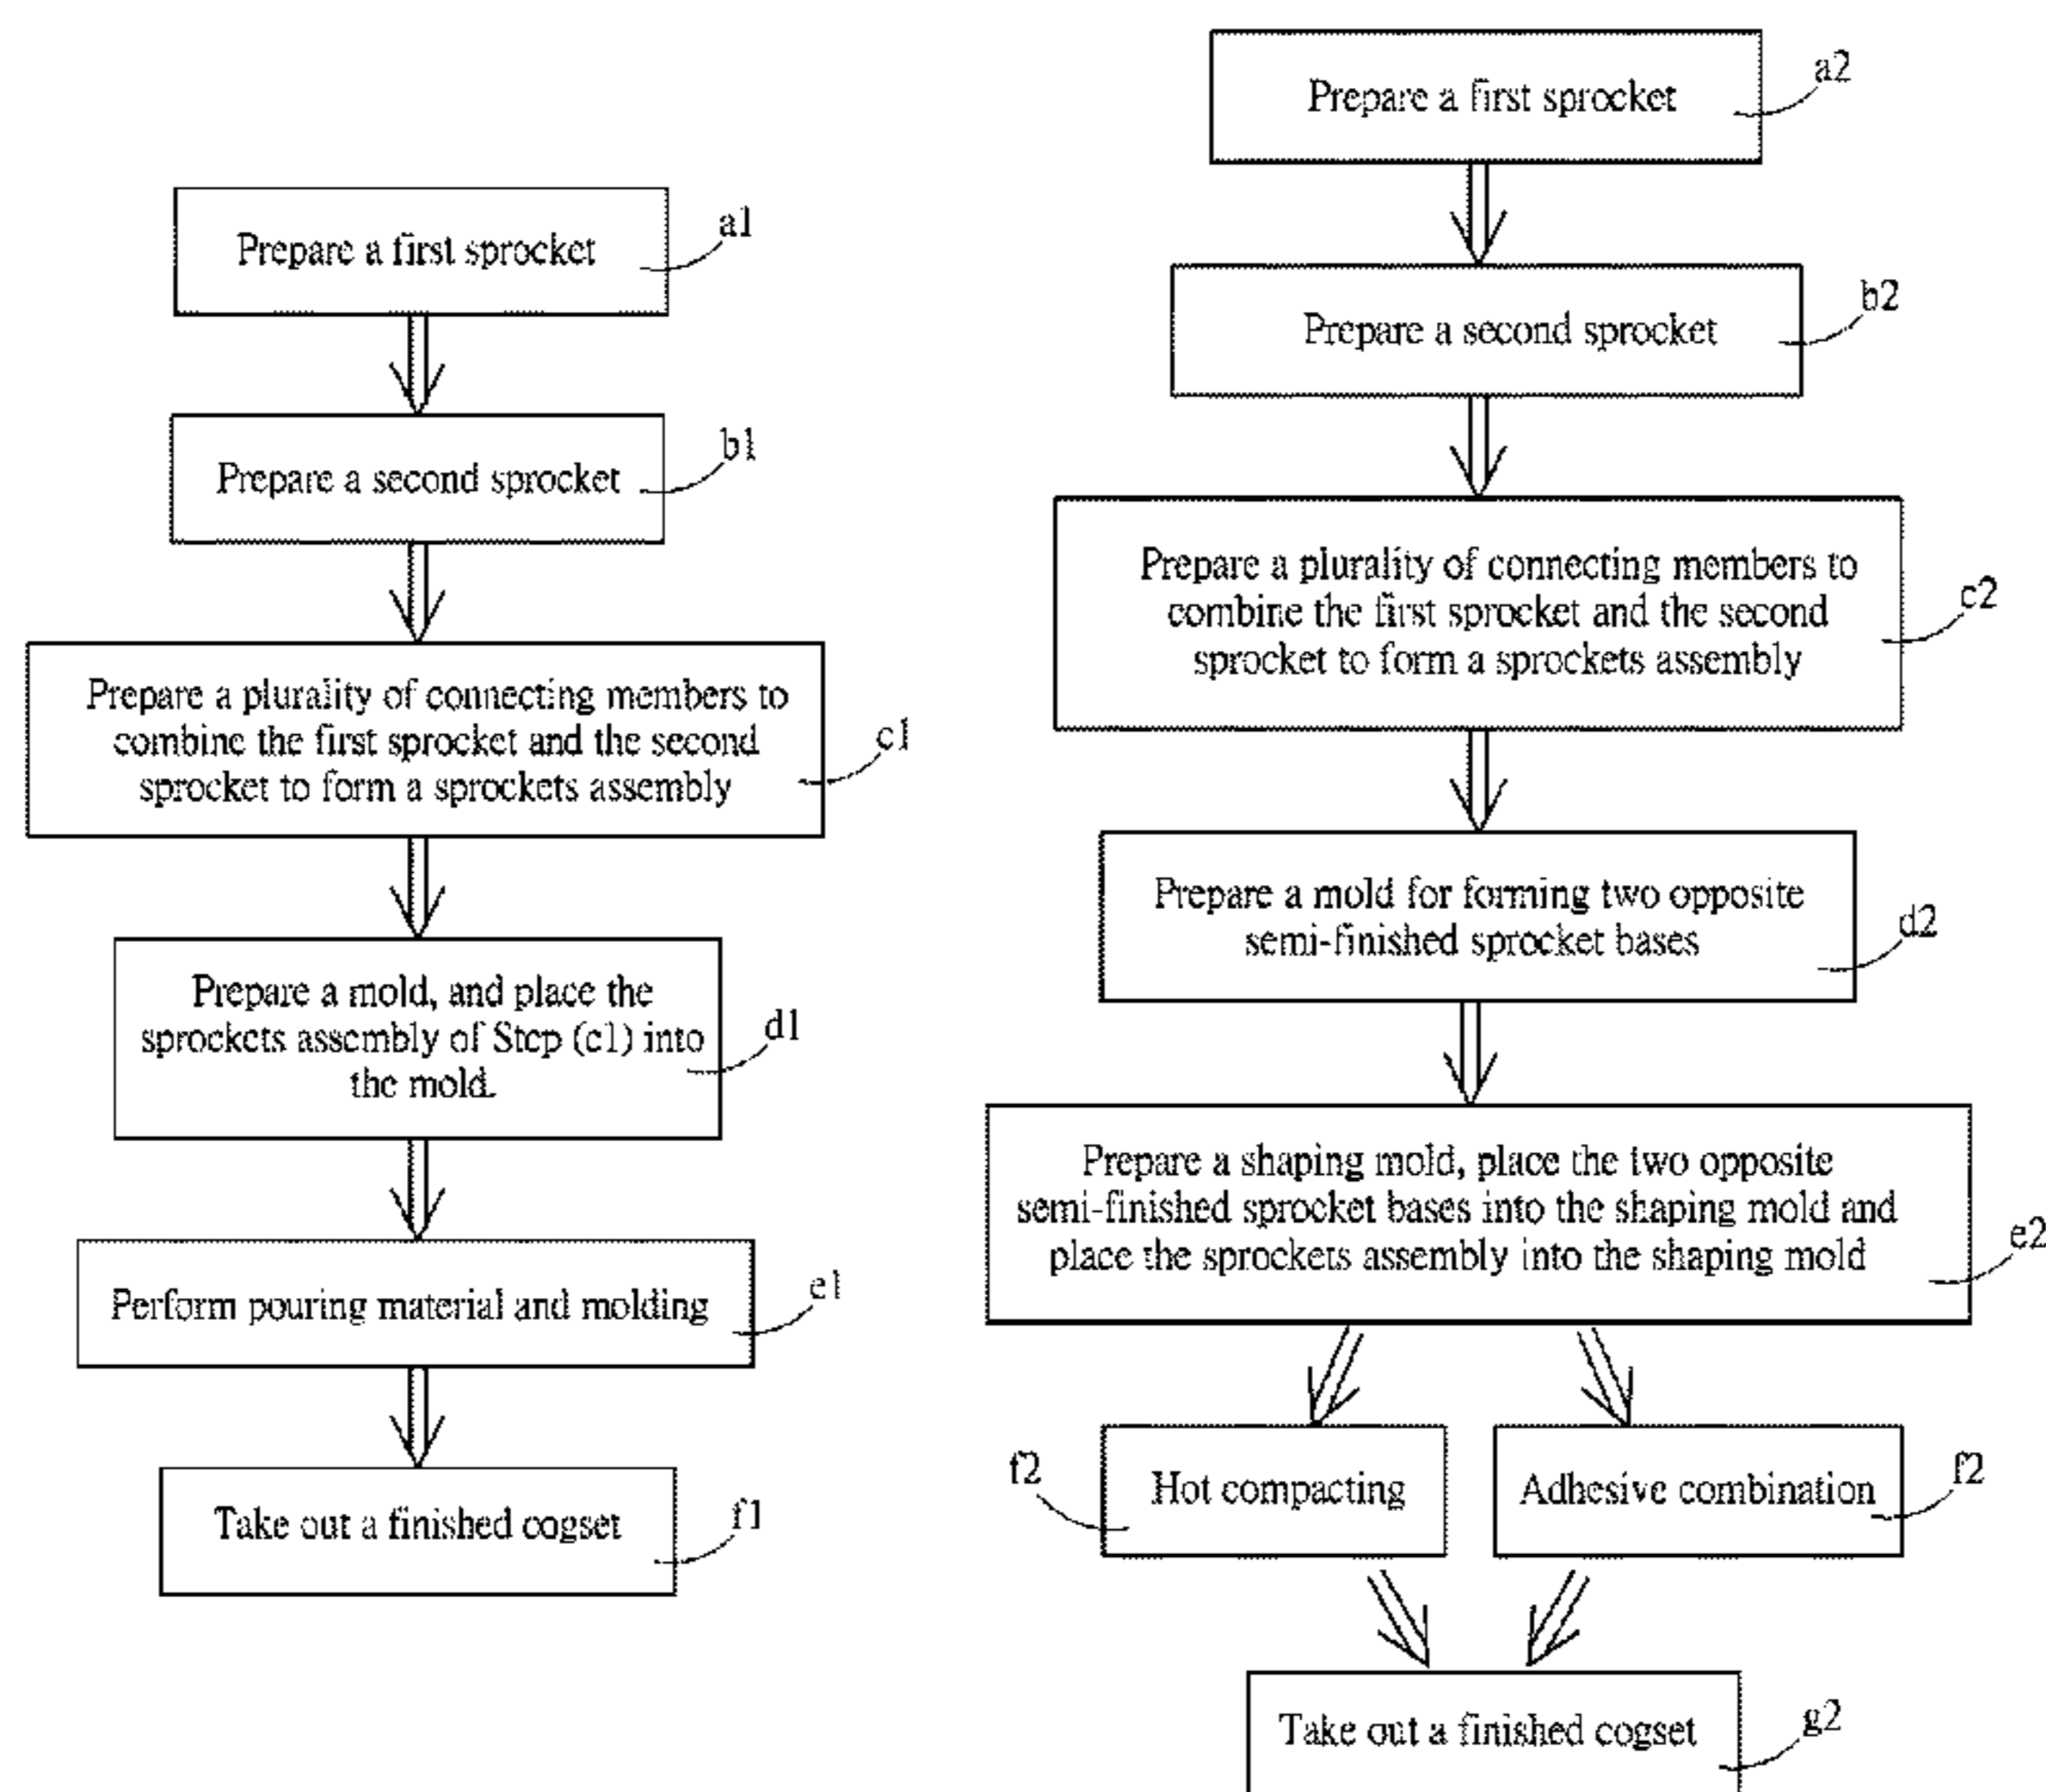 Prepare a first sprocket
a1
Prepare a second sprocket
b1
Prepare a plurality of connecting members to
combine the first sprocket and the second
sprocket to form a sprockets assembly
c1
Prepare a mold, and place the
sprockets assembly of Step (c1) into
the mold.
d1
Perform pouring material and molding
e1
Take out a finished cogset
f1
Prepare a first sprocket
a2
Prepare a second sprocket
b2
Prepare a plurality of connecting members to
combine the first sprocket and the second
sprocket to form a sprockets assembly
c2
Prepare a mold for forming two opposite
semi-finished sprocket bases
d2
Prepare a shaping mold, place the two opposite
semi-finished sprocket bases into the shaping mold and
place the sprockets assembly into the shaping mold
e2
f2
Hot compacting
Adhesive combination
f2
Take out a finished cogset
g2